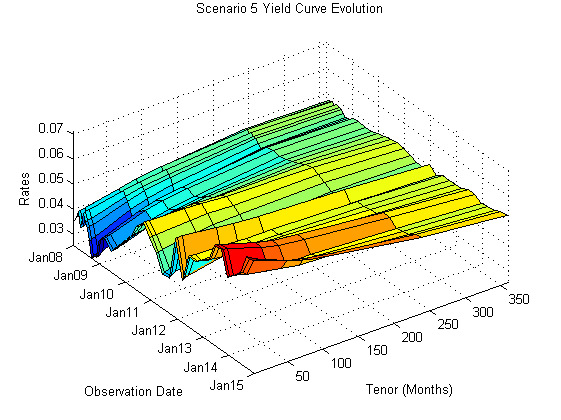 Scenario 5 Yield Curve Evolution
0.07
0.06
0.05
0.04
0.03
Rates
Jan08
Jan09
Jan10
Jan11
Jan12
Jan13
Jan14
Jan15
Observation Date
50
100
150
200
250
300
350
Tenor (Months)